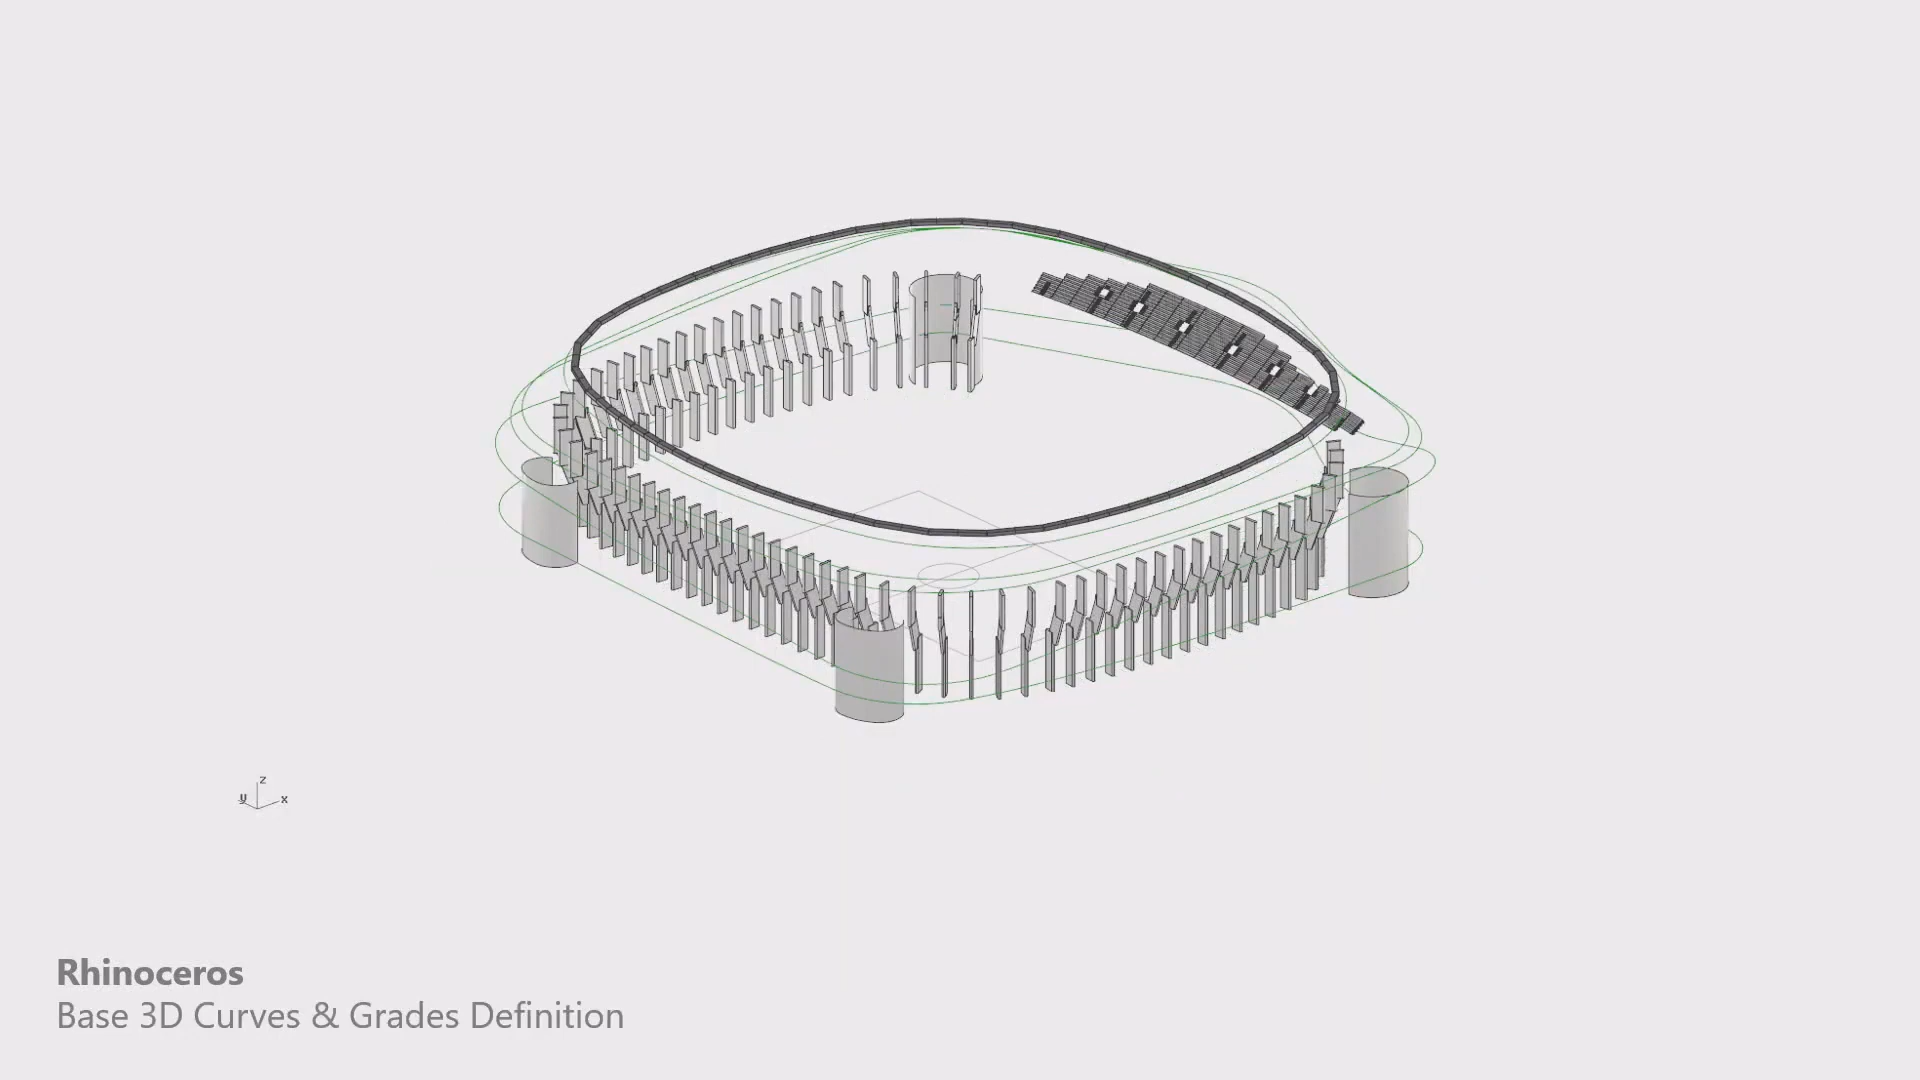 z
y x
Rhinoceros
Base 3D Curves & Grades Definition